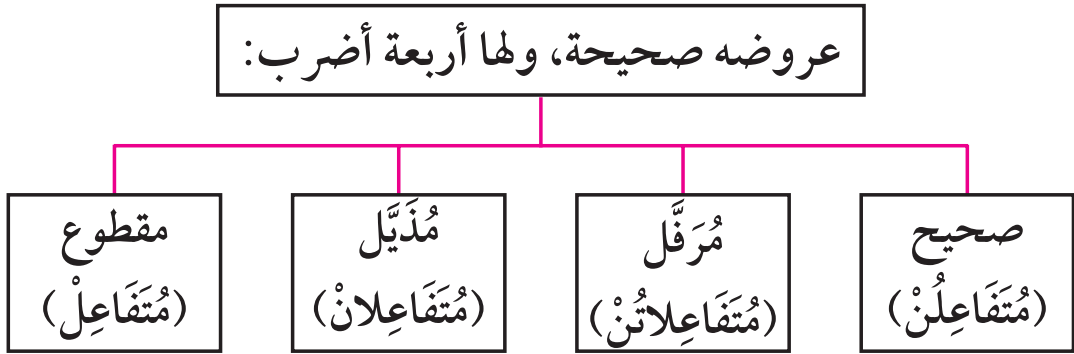 عروضه صحيحة، ولها أربعة أضرب:
صحيح
(مُتَفَاعِلُنْ)
مُرَفَّل
(مُتَفَاعِلاتُنْ)
مُذَيَّل
(مُتَفَاعِلانْ)
مقطوع
(مُتَفَاعِلْ)